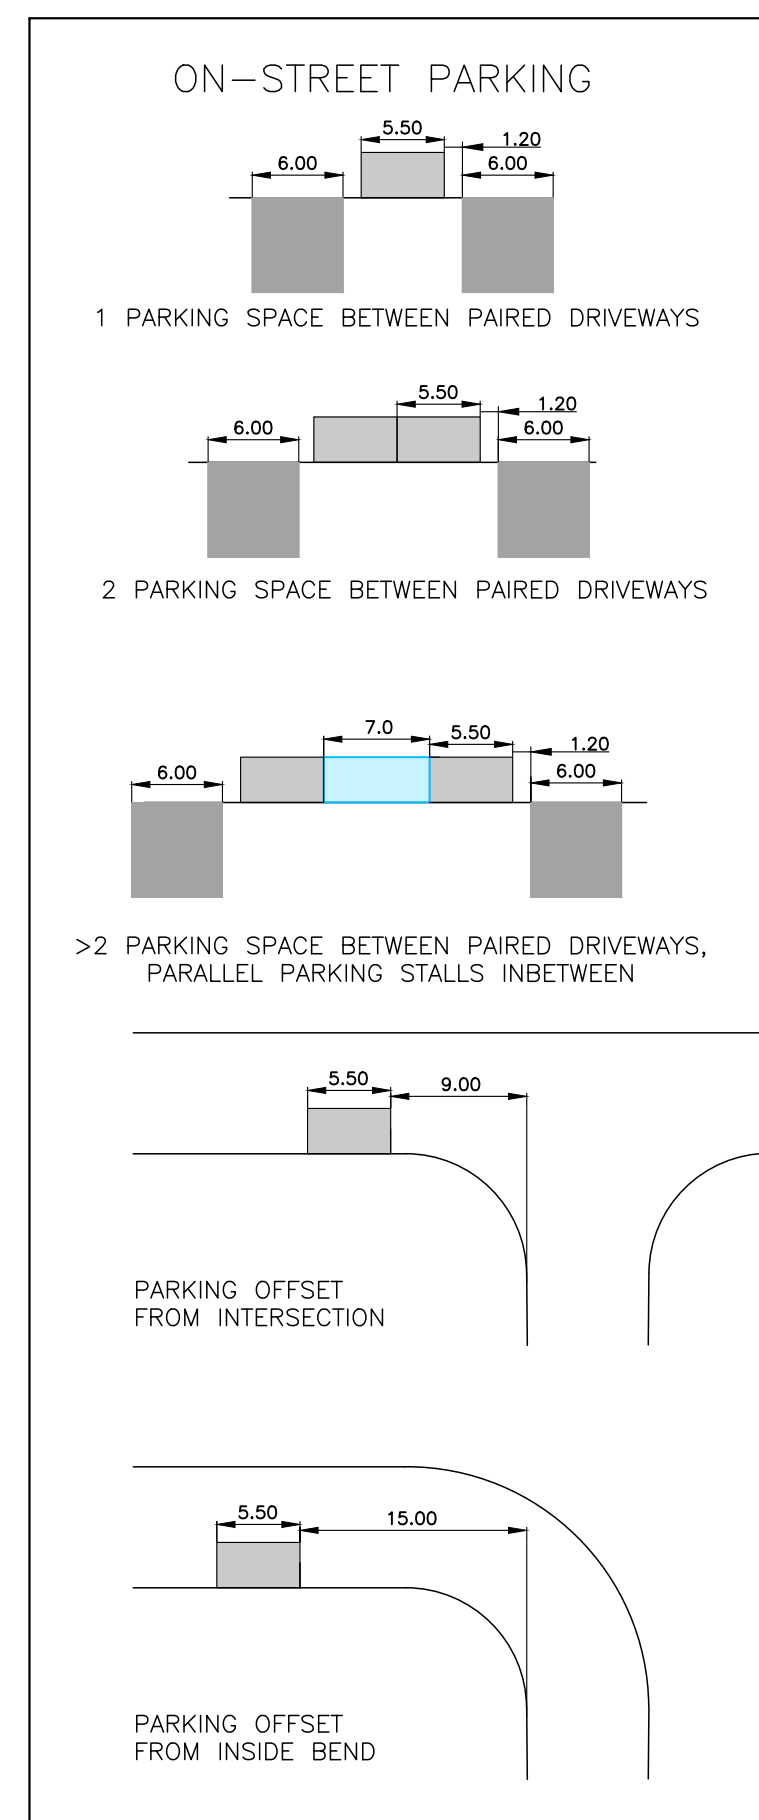 ON-STREET PARKING
5.50
1.20
6.00
6.00
1 PARKING SPACE BETWEEN PAIRED DRIVEWAYS
5.50
1.20
6.00
6.00
2 PARKING SPACE BETWEEN PAIRED DRIVEWAYS
7.0
5.50
1.20
6.00
6.00
>2 PARKING SPACE BETWEEN PAIRED DRIVEWAYS,
PARALLEL PARKING STALLS INBETWEEN
5.50
9.00
PARKING OFFSET
FROM INTERSECTION
5.50
15.00
PARKING OFFSET
FROM INSIDE BEND